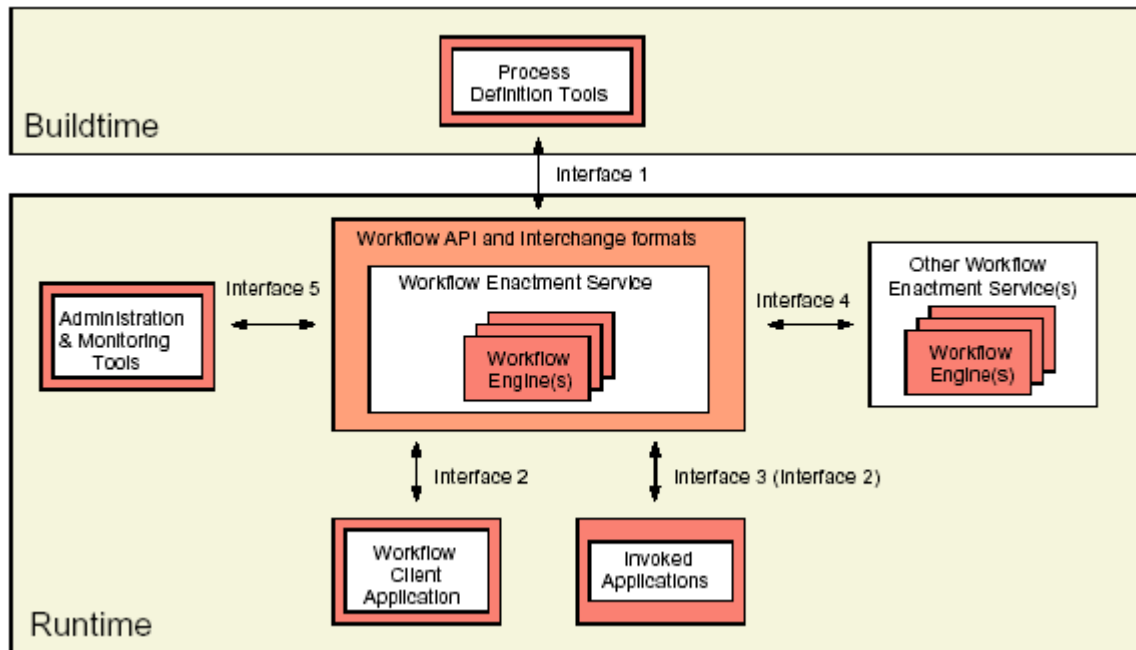 Process
Definition Tools
Buildtime
Interface 1
Workflow API and Interchange formats
Workflow Enactment Service
Workflow
Engine(s)
Interface 5
Administration
& Monitoring
Tools
Interface 4
Other Workflow
Enactment Service(s)
Workflow
Engine(s)
Interface 2
Interface 3 (Interface 2)
Workflow
Client
Application
Invoked
Applications
Runtime